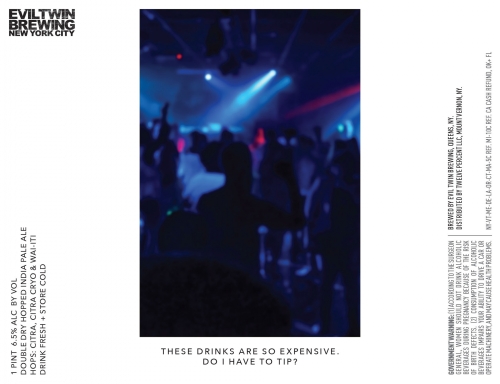 EVILTWIN
BREWING
NEW YORK CITY
1 PINT 6.5% ALC BY VOL
DOUBLE DRY HOPPED INDIA PALE ALE
HOPS: CITRA, CITRA CRYO & WAI-ITI
DRINK FRESH + STORE COLD
THESE DRINKS ARE SO EXPENSIVE.
DO I HAVE TO TIP?
BREWED BY EVIL TWIN BREWING, QUEENS, NY.
DISTRIBUTED BY TWELVE PERCENT LLC, MOUNT VERNON, NY.
NY-VT-ME-DE-IA-OR-CT-MA-5¢ REF. MI-10¢ REF. CA CASH REFUND, OK+ FL
GOVERNMENT WARNING: (1) ACCORDING TO THE SURGEON
GENERAL, WOMEN SHOULD NOT DRINK ALCOHOLIC
BEVERAGES DURING PREGNANCY BECAUSE OF THE RISK
OF BIRTH DEFECTS. (2) CONSUMPTION OF ALCOHOLIC
BEVERAGES IMPAIRS YOUR ABILITY TO DRIVE A CAR OR
OPERATE MACHINERY, AND MAY CAUSE HEALTH PROBLEMS.